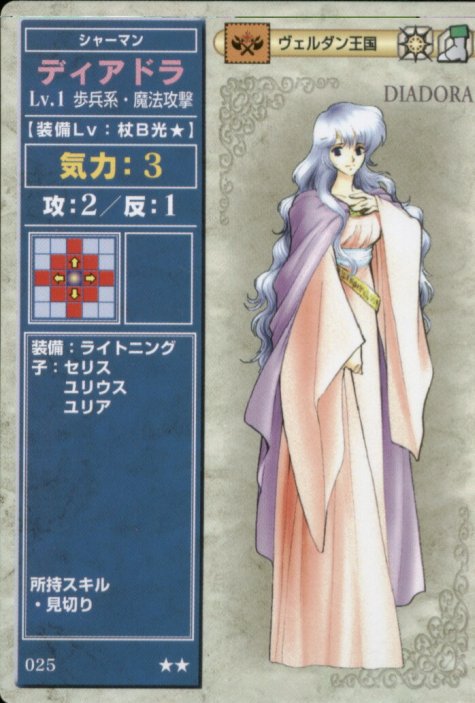 シャーマン
ディアドラ
Lv.1 歩兵系・魔法攻撃
【装備Lv：杖B光★】
気力：3
攻：2／反：1
装備：ライトニング
子：セリス
ユリウス
ユリア
所持スキル
・見切り
025 ★★
ヴェルダン王国
DIADORA